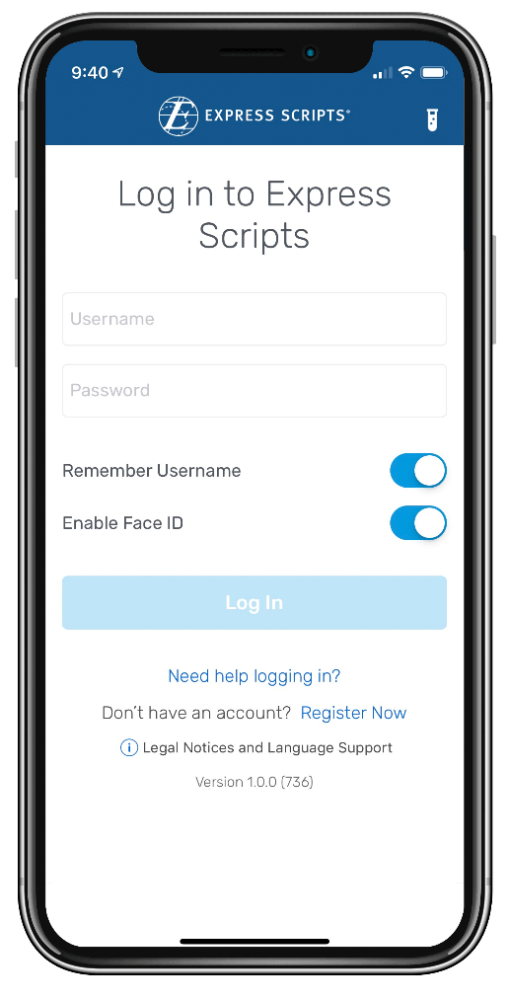 9:40
EXPRESS SCRIPTS®
Log in to Express
Scripts
Username
Password
Remember Username
Enable Face ID
Log In
Need help logging in?
Don't have an account? Register Now
Legal Notices and Language Support
Version 1.0.0 (736)